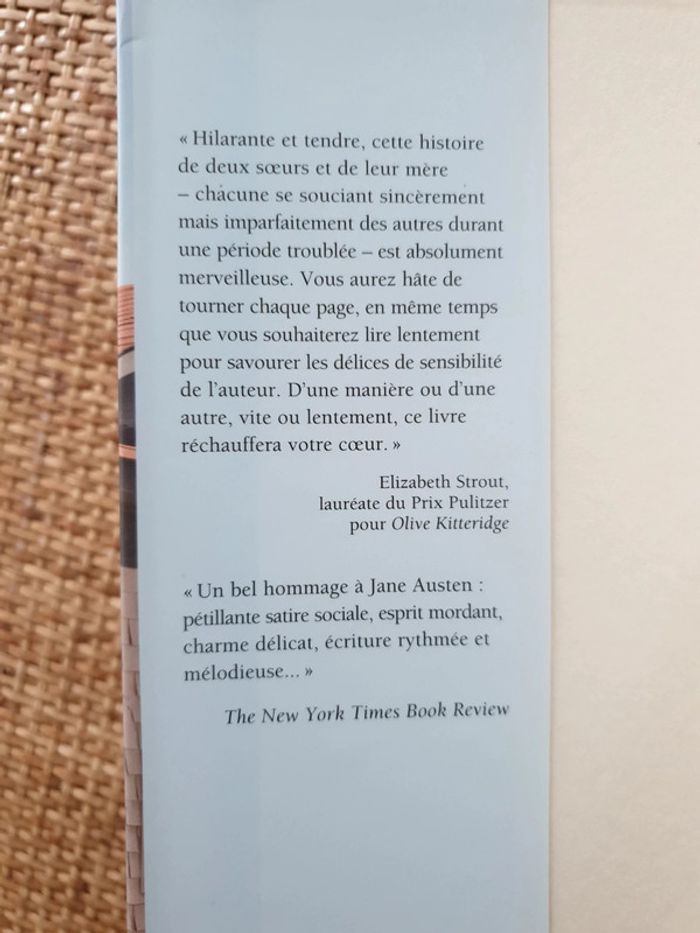 « Hilarante et tendre, cette histoire
de deux sœurs et de leur mère
– chacune se souciant sincèrement
mais imparfaitement des autres durant
une période troublée – est absolument
merveilleuse. Vous aurez hâte de
tourner chaque page, en même temps
que vous souhaiterez lire lentement
pour savourer les délices de sensibilité
de l'auteur. D'une manière ou d'une
autre, vite ou lentement, ce livre
réchauffera votre cœur. »
Elizabeth Strout,
lauréate du Prix Pulitzer
pour Olive Kitteridge
« Un bel hommage à Jane Austen :
pétillante satire sociale, esprit mordant,
charme délicat, écriture rythmée et
mélodieuse... »
The New York Times Book Review